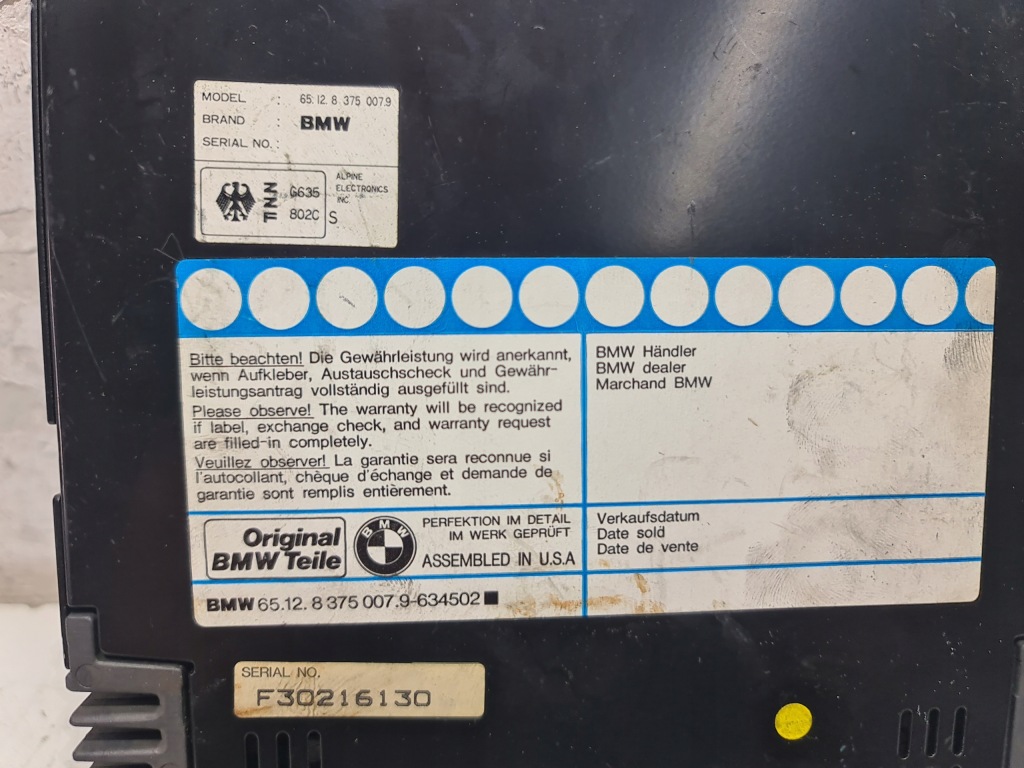 MODEL : 65.12.8 375 007.9
BRAND : BMW
SERIAL NO. :
FTZ
G635
802C S
ALPINE
ELECTRONICS
INC.
Bitte beachten! Die Gewährleistung wird anerkannt,
wenn Aufkleber, Austauschscheck und Gewähr-
leistungsantrag vollständig ausgefüllt sind.
Please observe! The warranty will be recognized
if label, exchange check, and warranty request
are filled-in completely.
Veuillez observer! La garantie sera reconnue si
l'autocollant, chèque d'échange et demande de
garantie sont remplis entièrement.
BMW Händler
BMW dealer
Marchand BMW
Original
BMW Teile
BMW
PERFEKTION IM DETAIL
IM WERK GEPRÜFT
ASSEMBLED IN U.S.A
Verkaufsdatum
Date sold
Date de vente
BMW 65.12. 8 375 007.9-634502
SERIAL NO.
F30216130